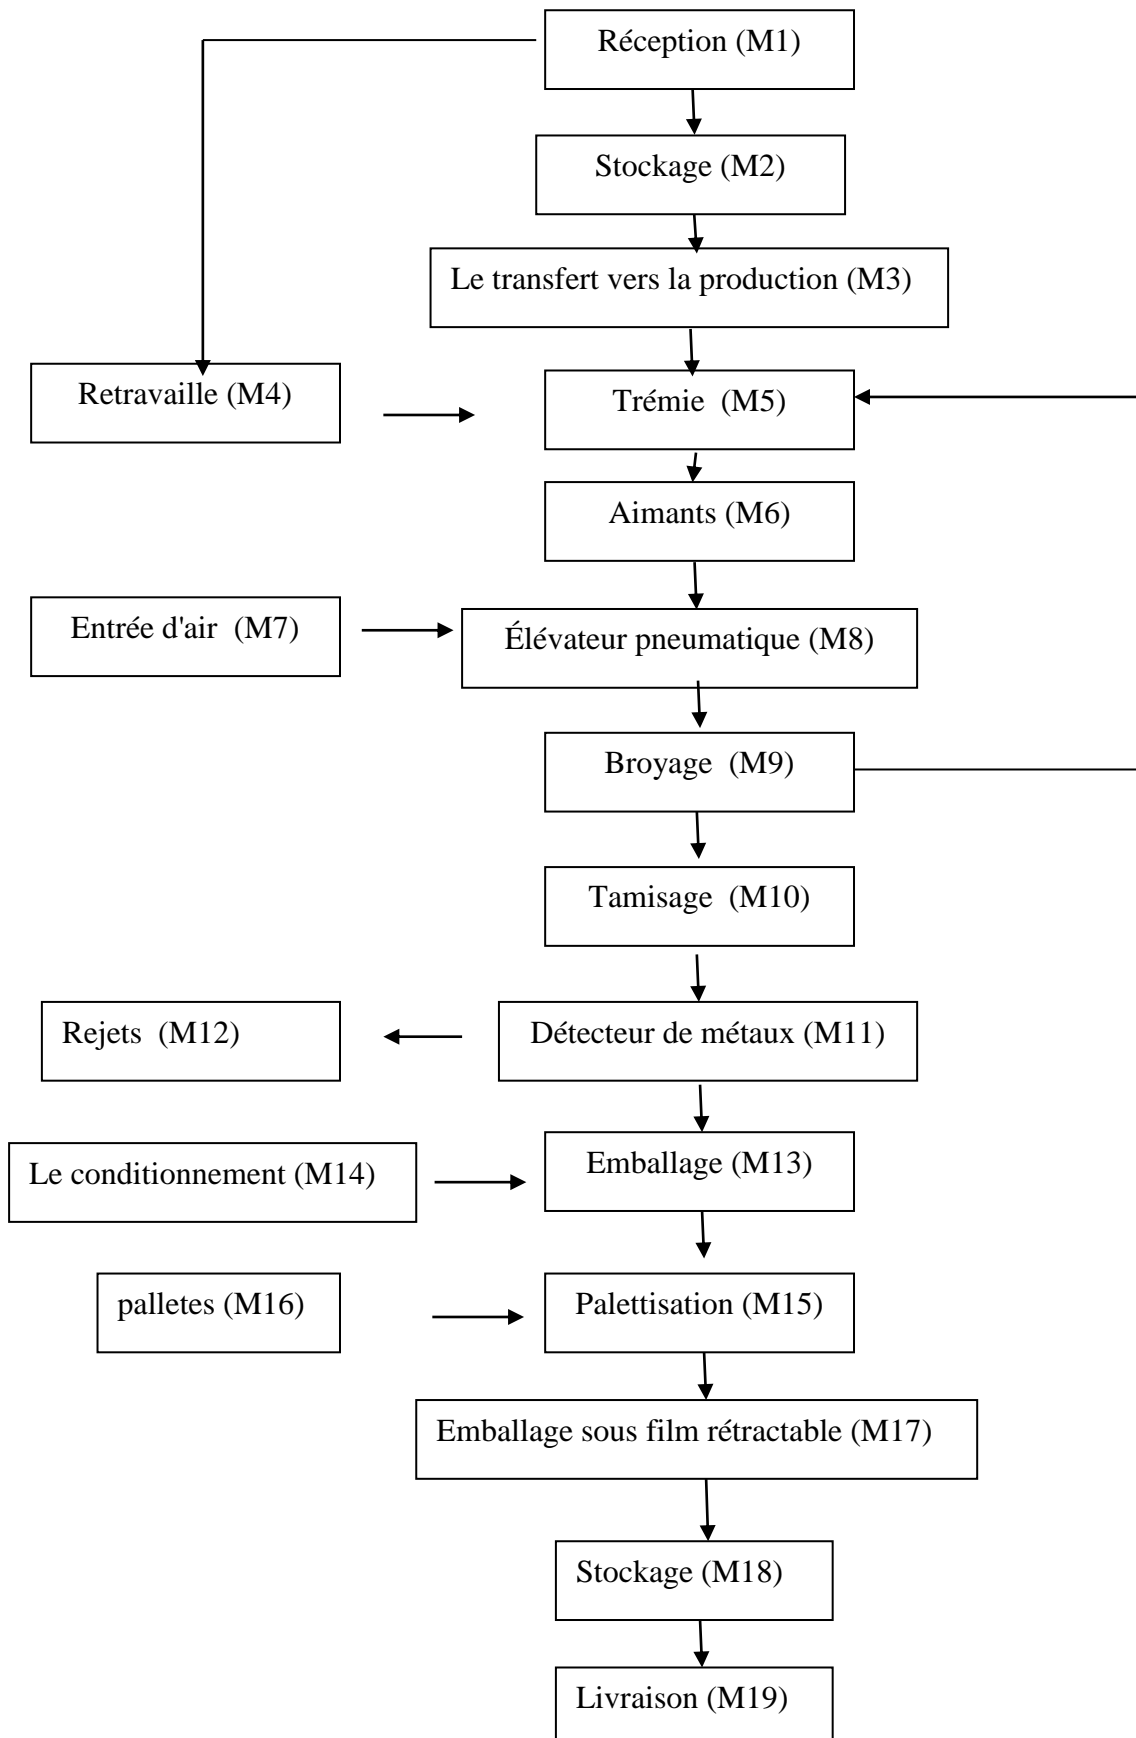 Réception (M1)
Stockage (M2)
Le transfert vers la production (M3)
Retravaille (M4)
Trémie (M5)
Aimants (M6)
Entrée d'air (M7)
Élévateur pneumatique (M8)
Broyage (M9)
Tamisage (M10)
Rejets (M12)
Détecteur de métaux (M11)
Le conditionnement (M14)
Emballage (M13)
palletes (M16)
Palettisation (M15)
Emballage sous film rétractable (M17)
Stockage (M18)
Livraison (M19)